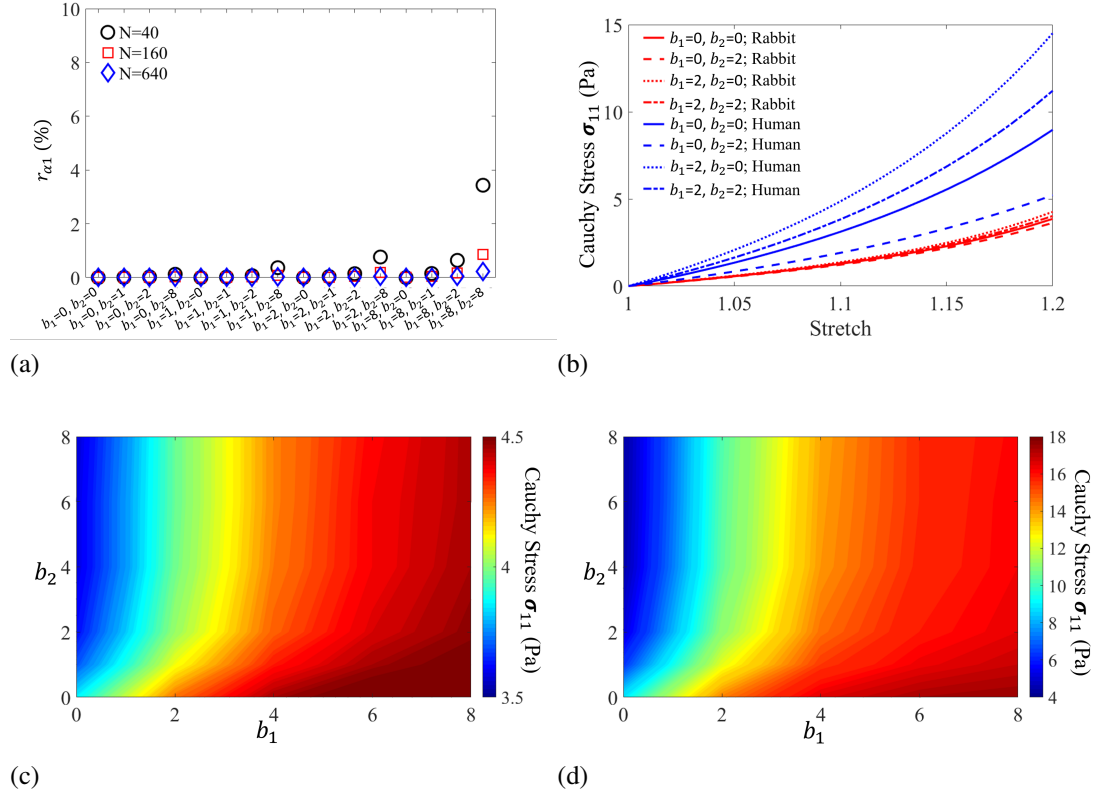 10
8
6
4
2
0
r_α1 (%)
N=40
N=160
N=640
b₁=0, b₂=0
b₁=0, b₂=1
b₁=0, b₂=2
b₁=0, b₂=8
b₁=1, b₂=0
b₁=1, b₂=1
b₁=1, b₂=2
b₁=1, b₂=8
b₁=2, b₂=0
b₁=2, b₂=1
b₁=2, b₂=2
b₁=2, b₂=8
b₁=8, b₂=0
b₁=8, b₂=1
b₁=8, b₂=2
b₁=8, b₂=8
(a)
15
10
5
0
Cauchy Stress σ₁₁ (Pa)
b₁=0, b₂=0; Rabbit
b₁=0, b₂=2; Rabbit
b₁=2, b₂=0; Rabbit
b₁=2, b₂=2; Rabbit
b₁=0, b₂=0; Human
b₁=0, b₂=2; Human
b₁=2, b₂=0; Human
b₁=2, b₂=2; Human
1 1.05 1.1 1.15 1.2
Stretch
(b)
8
6
4
2
0
b₂
0 2 4 6 8
b₁
4.5
4
3.5
Cauchy Stress σ₁₁ (Pa)
(c)
8
6
4
2
0
b₂
0 2 4 6 8
b₁
18
16
14
12
10
8
6
4
Cauchy Stress σ₁₁ (Pa)
(d)